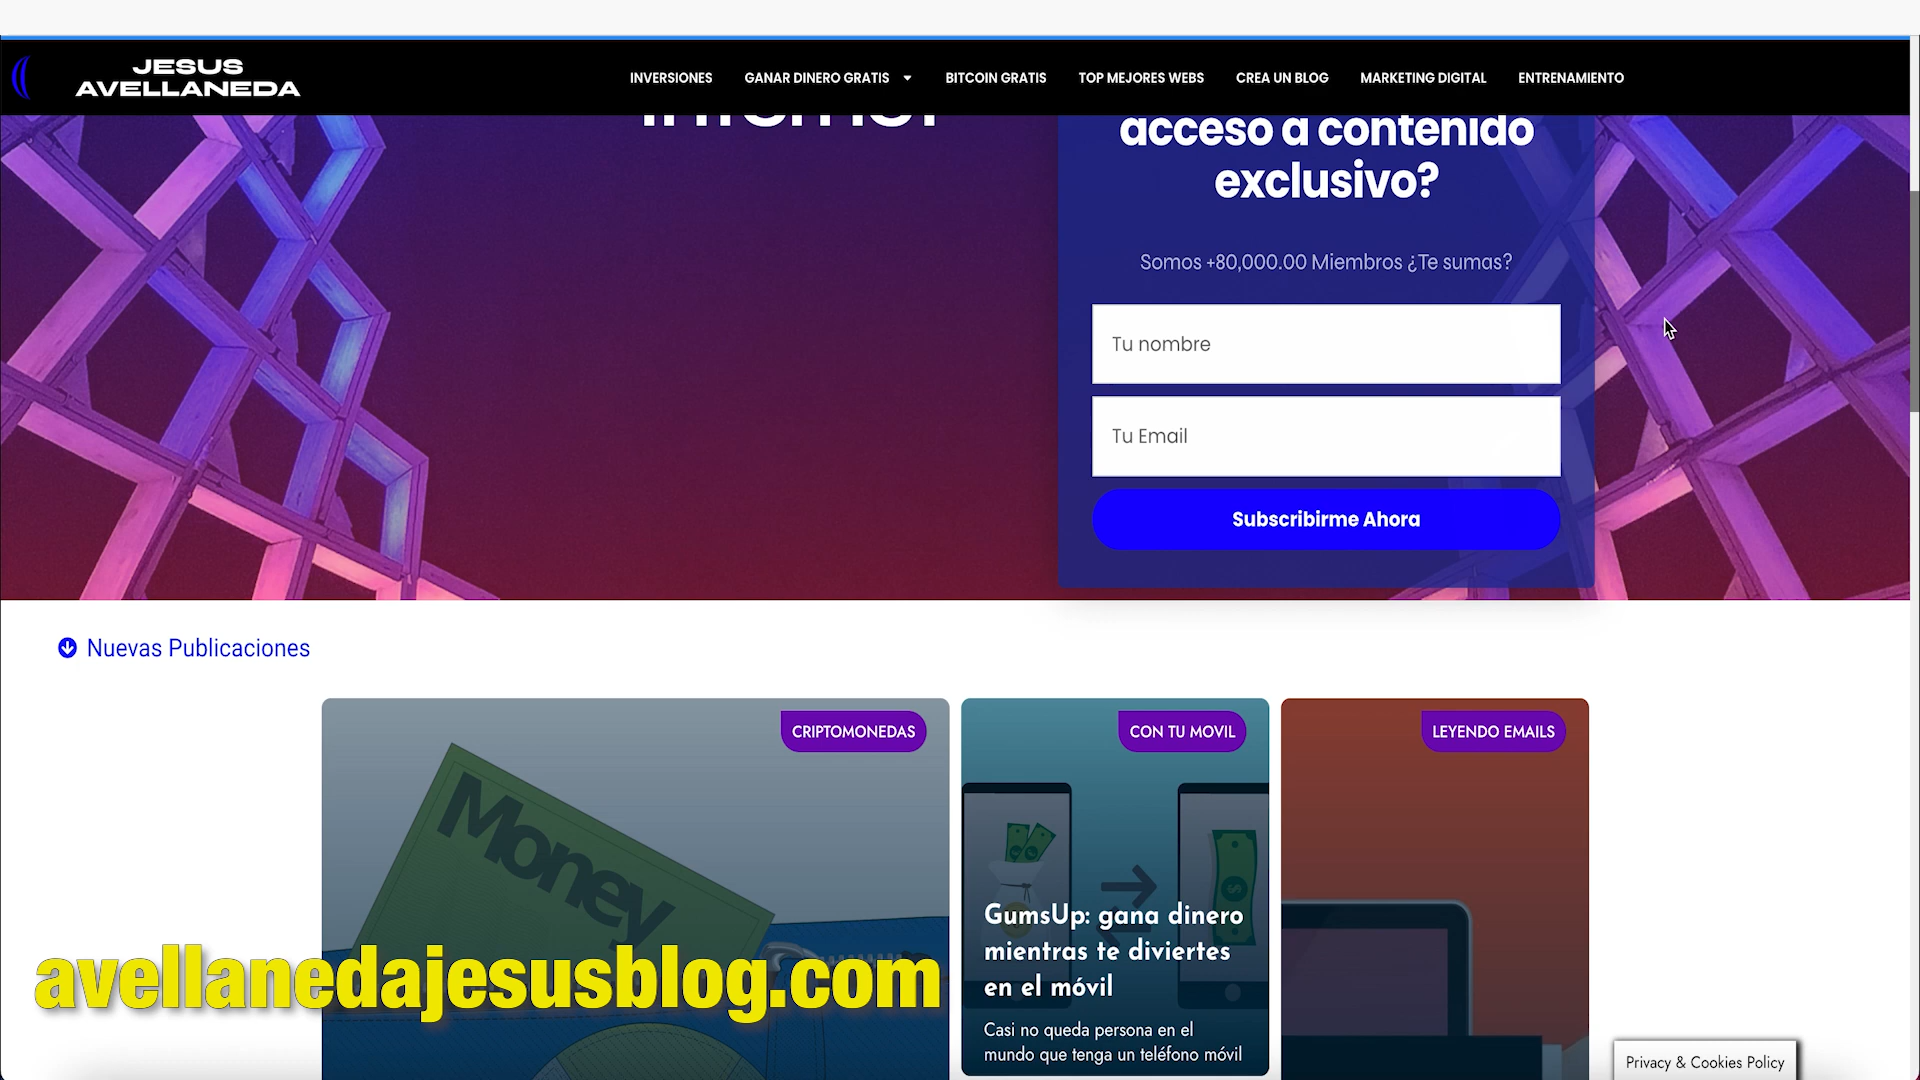 JESUS
AVELLANEDA
INVERSIONES
GANAR DINERO GRATIS
BITCOIN GRATIS
TOP MEJORES WEBS
CREA UN BLOG
MARKETING DIGITAL
ENTRENAMIENTO
acceso a contenido
exclusivo?
Somos +80,000.00 Miembros ¿Te sumas?
Tu nombre
Tu Email
Subscribirme Ahora
Nuevas Publicaciones
CRIPTOMONEDAS
Money
CON TU MOVIL
GumsUp: gana dinero
mientras te diviertes
en el móvil
Casi no queda persona en el
mundo que tenga un teléfono móvil
LEYENDO EMAILS
avellanedajesusblog.com
Privacy & Cookies Policy